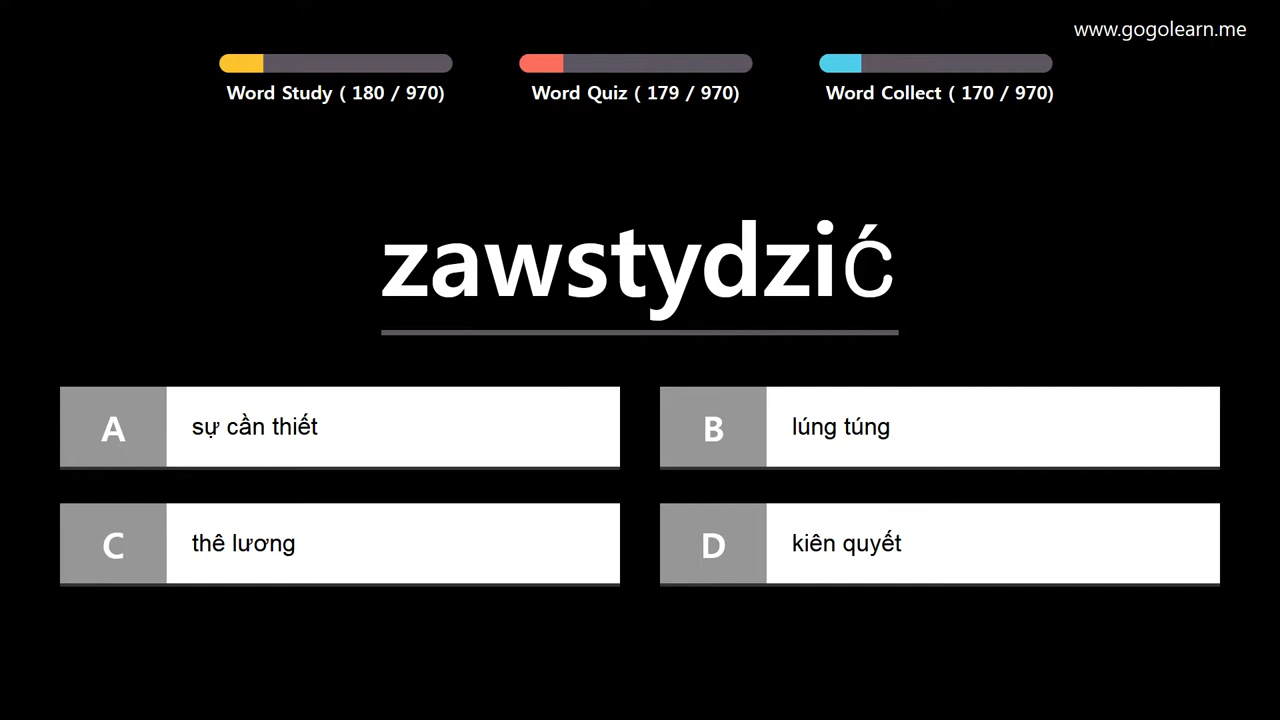 www.gogolearn.me
Word Study ( 180 / 970)
Word Quiz ( 179 / 970)
Word Collect ( 170 / 970)
zawstydzić
A sự cần thiết
B lúng túng
C thê lương
D kiên quyết